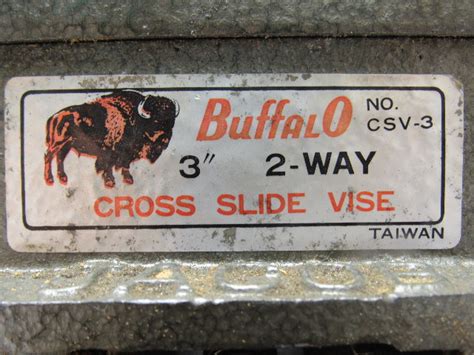 BuffalO NO.
CSV-3
3" 2-WAY
CROSS SLIDE VISE
TAIWAN